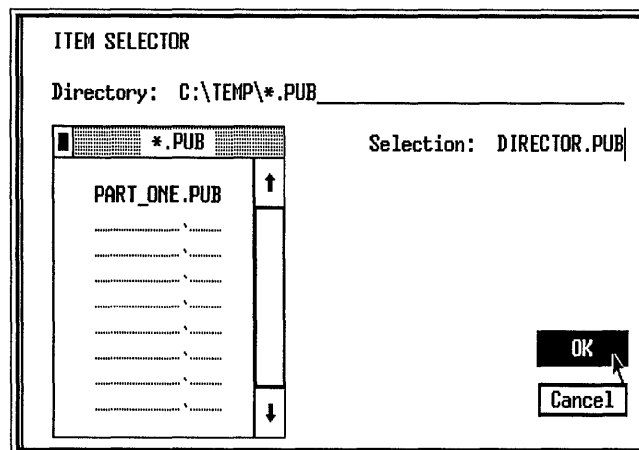 ITEM SELECTOR
Directory: C:\TEMP\*.PUB
*.PUB
Selection: DIRECTOR.PUB
PART_ONE.PUB
OK
Cancel